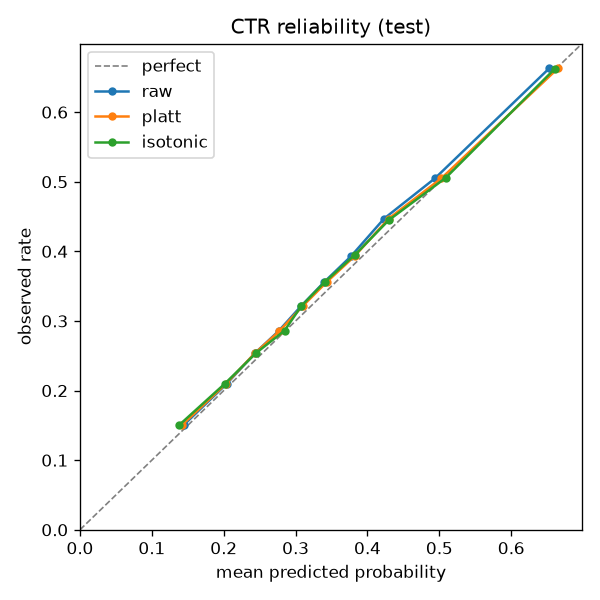 CTR reliability (test)
perfect
raw
platt
isotonic
0.6
0.5
0.4
0.3
0.2
0.1
0.0
observed rate
0.0 0.1 0.2 0.3 0.4 0.5 0.6
mean predicted probability